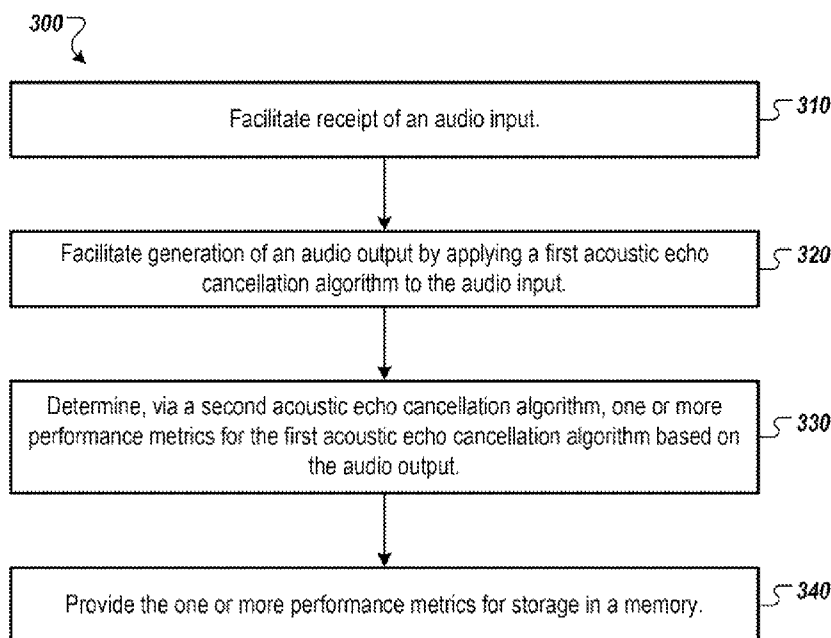 300
Facilitate receipt of an audio input.
310
Facilitate generation of an audio output by applying a first acoustic echo
cancellation algorithm to the audio input.
320
Determine, via a second acoustic echo cancellation algorithm, one or more
performance metrics for the first acoustic echo cancellation algorithm based on
the audio output.
330
Provide the one or more performance metrics for storage in a memory.
340